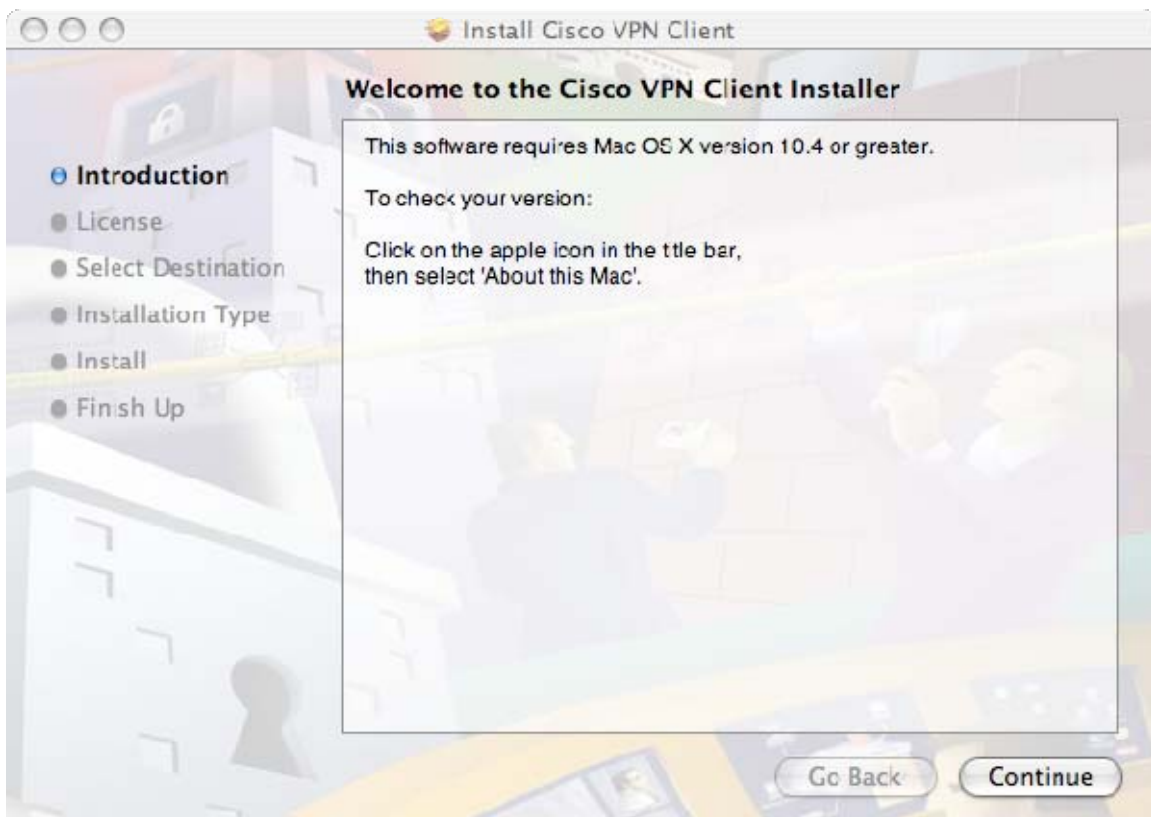 Install Cisco VPN Client
Welcome to the Cisco VPN Client Installer
Introduction
License
Select Destination
Installation Type
Install
Finish Up
This software requires Mac OS X version 10.4 or greater.
To check your version:
Click on the apple icon in the title bar,
then select 'About this Mac'.
Go Back
Continue